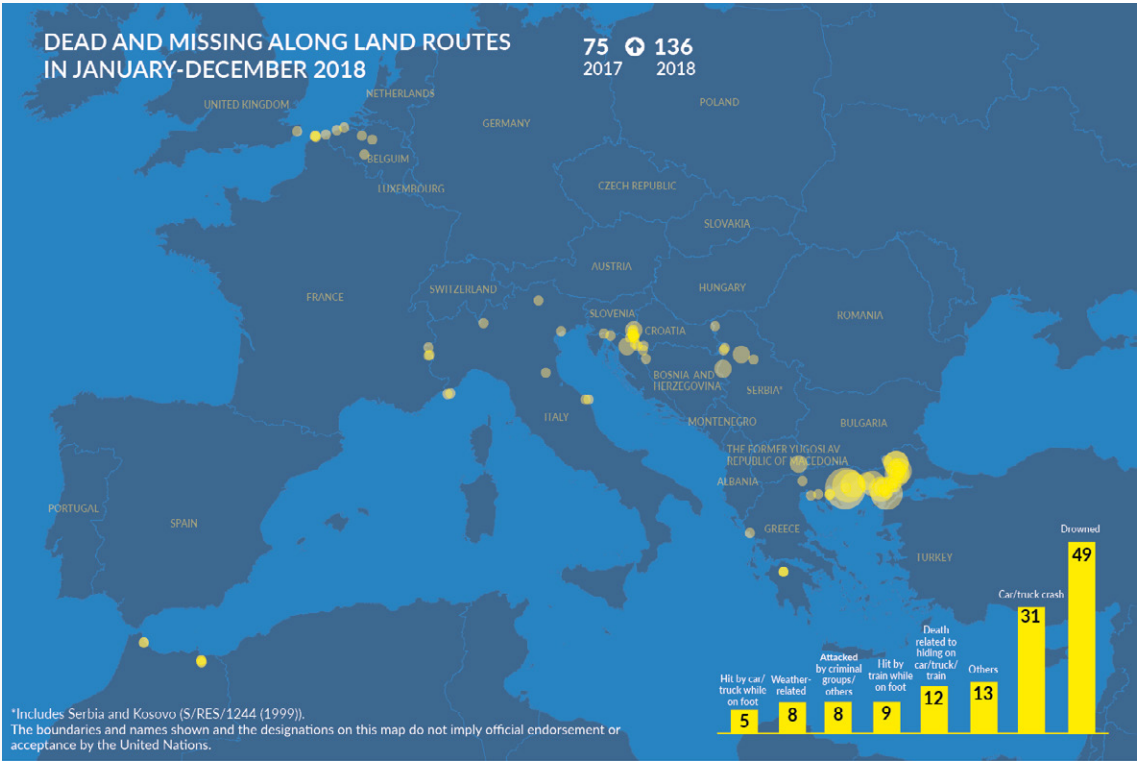 DEAD AND MISSING ALONG LAND ROUTES
IN JANUARY-DECEMBER 2018
75 136
2017 2018
UNITED KINGDOM
NETHERLANDS
POLAND
GERMANY
BELGUIM
LUXEMBOURG
CZECH REPUBLIC
SLOVAKIA
AUSTRIA
SWITZERLAND
HUNGARY
FRANCE
SLOVENIA
CROATIA
ROMANIA
BOSNIA AND
HERZEGOVINA
SERBIA*
ITALY
MONTENEGRO
BULGARIA
THE FORMER YUGOSLAV
REPUBLIC OF MACEDONIA
ALBANIA
PORTUGAL
SPAIN
GREECE
TURKEY
Hit by car/
truck while
on foot
5
Weather-
related
8
Attacked
by criminal
groups/
others
8
Hit by
train while
on foot
9
Death
related to
hiding on
car/truck/
train
12
Others
13
Car/truck crash
31
Drowned
49
*Includes Serbia and Kosovo (S/RES/1244 (1999)).
The boundaries and names shown and the designations on this map do not imply official endorsement or
acceptance by the United Nations.